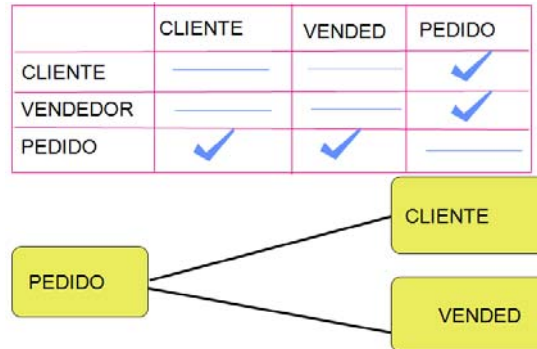 CLIENTE VENDED PEDIDO
CLIENTE
VENDEDOR
PEDIDO
CLIENTE
PEDIDO
VENDED